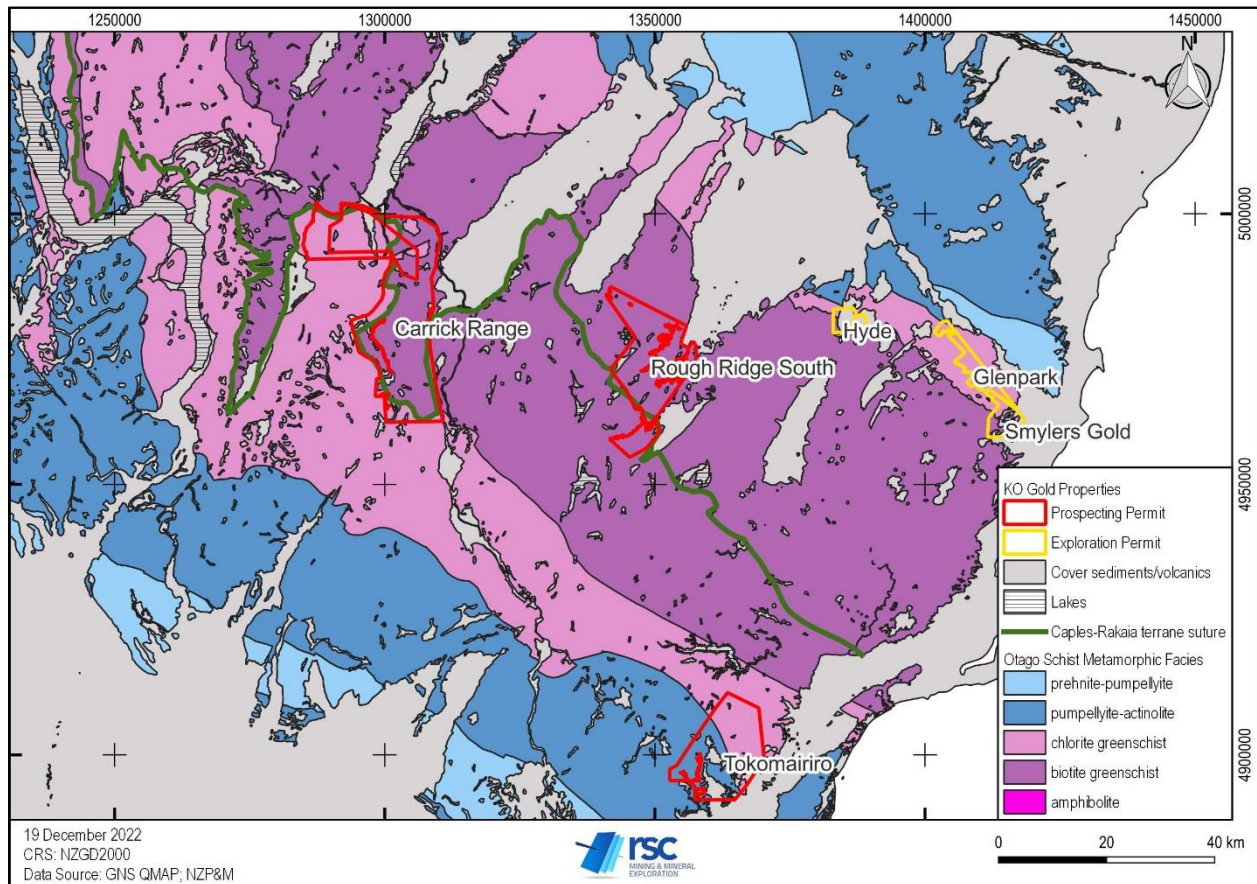 1250000
1300000
1350000
1400000
1450000
N
5000000
Carrick Range
Hyde
Rough Ridge South
Glenpark
Smylers Gold
4950000
Tokomairiro
4900000
KO Gold Properties
Prospecting Permit
Exploration Permit
Cover sediments/volcanics
Lakes
Caples-Rakaia terrane suture
Otago Schist Metamorphic Facies
prehnite-pumpellyite
pumpellyite-actinolite
chlorite greenschist
biotite greenschist
amphibolite
19 December 2022
CRS: NZGD2000
Data Source: GNS QMAP; NZP&M
rsc
MINING & MINERAL
EXPLORATION
0 20 40 km